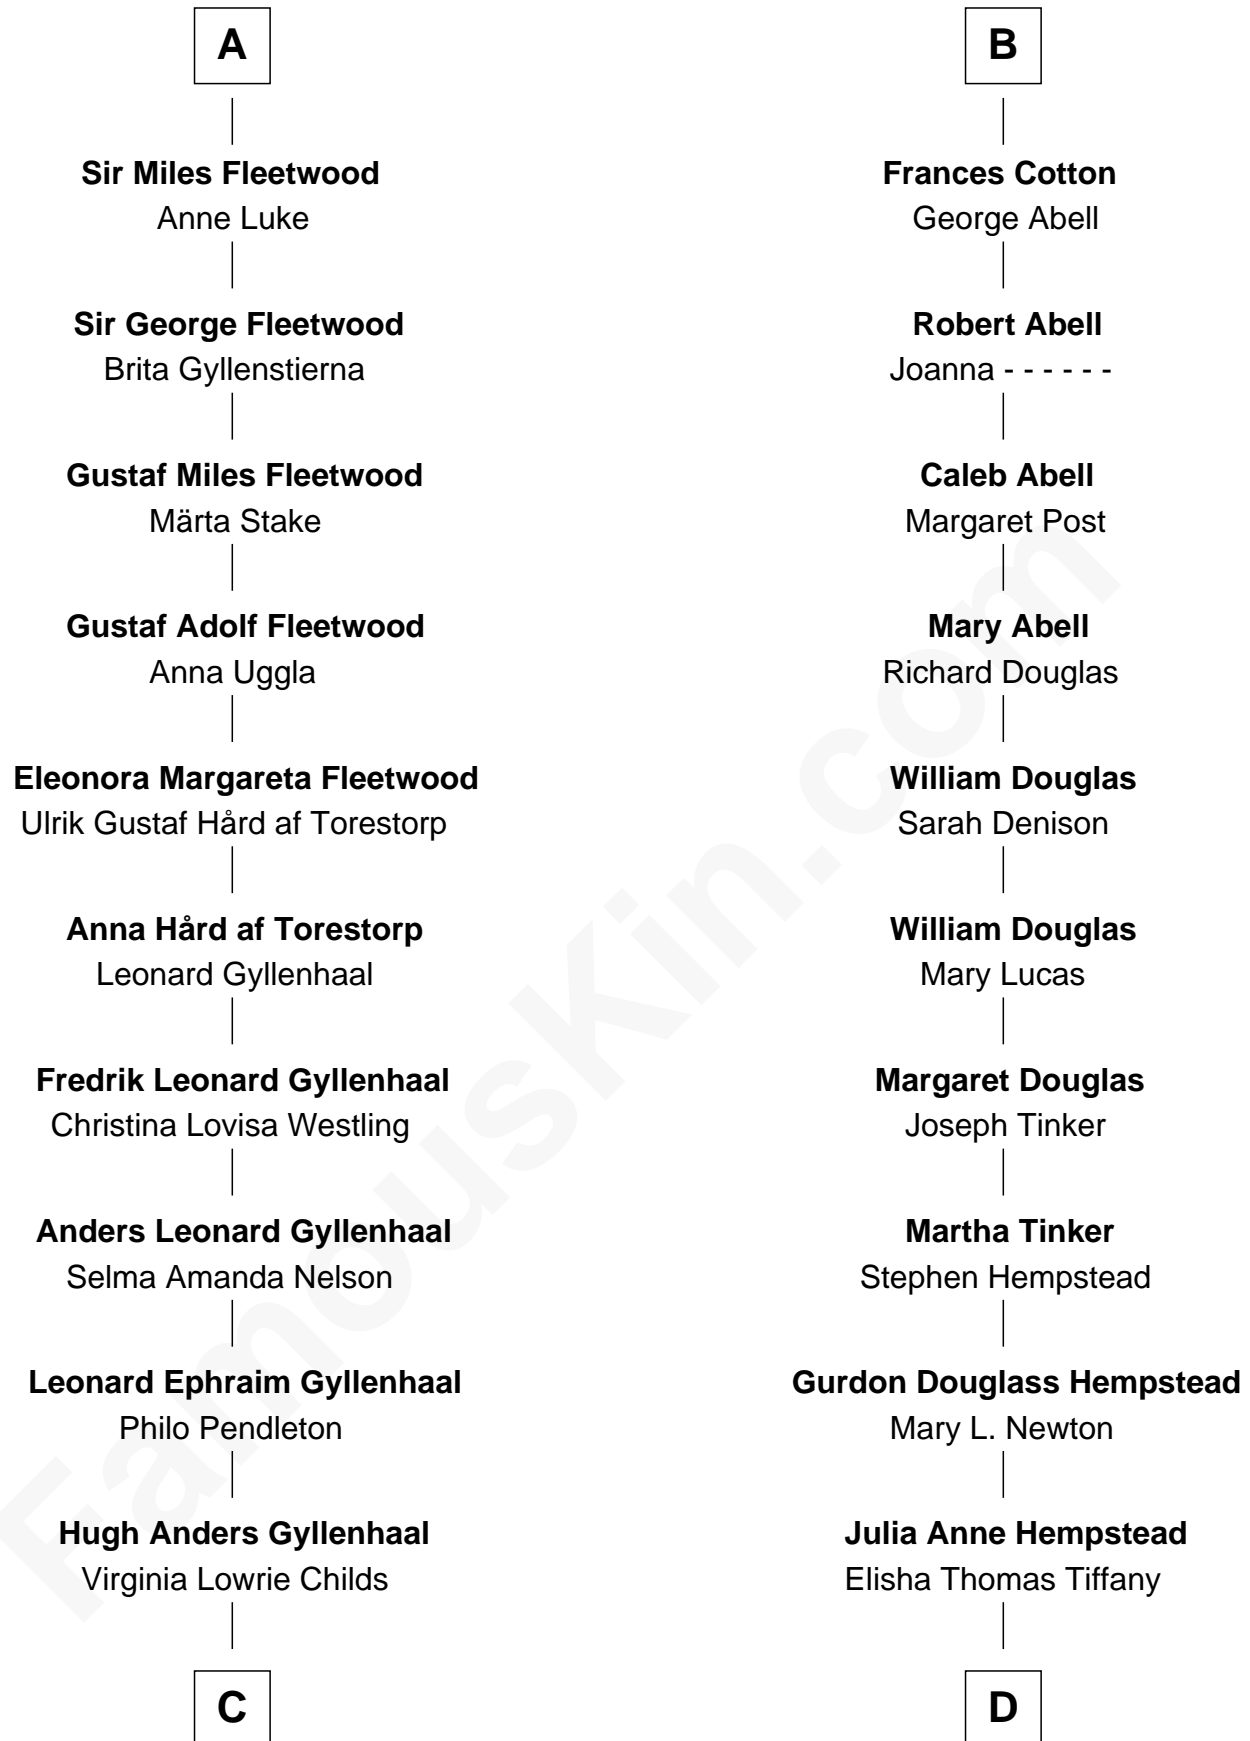 A
Sir Miles Fleetwood
Anne Luke
Sir George Fleetwood
Brita Gyllenstierna
Gustaf Miles Fleetwood
Märta Stake
Gustaf Adolf Fleetwood
Anna Uggla
Eleonora Margareta Fleetwood
Ulrik Gustaf Hård af Torestorp
Anna Hård af Torestorp
Leonard Gyllenhaal
Fredrik Leonard Gyllenhaal
Christina Lovisa Westling
Anders Leonard Gyllenhaal
Selma Amanda Nelson
Leonard Ephraim Gyllenhaal
Philo Pendleton
Hugh Anders Gyllenhaal
Virginia Lowrie Childs
C
B
Frances Cotton
George Abell
Robert Abell
Joanna - - - - - -
Caleb Abell
Margaret Post
Mary Abell
Richard Douglas
William Douglas
Sarah Denison
William Douglas
Mary Lucas
Margaret Douglas
Joseph Tinker
Martha Tinker
Stephen Hempstead
Gurdon Douglass Hempstead
Mary L. Newton
Julia Anne Hempstead
Elisha Thomas Tiffany
D
FamousKin.com